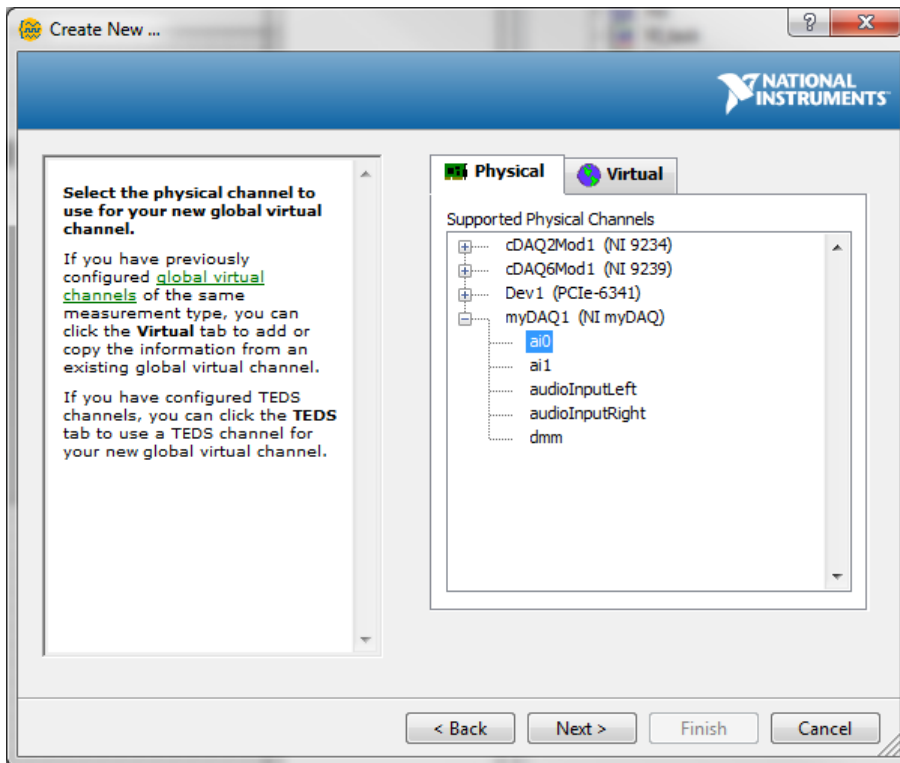 Create New ...
NATIONAL
INSTRUMENTS
Select the physical channel to
use for your new global virtual
channel.
If you have previously
configured global virtual
channels of the same
measurement type, you can
click the Virtual tab to add or
copy the information from an
existing global virtual channel.
If you have configured TEDS
channels, you can click the TEDS
tab to use a TEDS channel for
your new global virtual channel.
Physical
Virtual
Supported Physical Channels
cDAQ2Mod1 (NI 9234)
cDAQ6Mod1 (NI 9239)
Dev1 (PCIe-6341)
myDAQ1 (NI myDAQ)
ai0
ai1
audioInputLeft
audioInputRight
dmm
< Back
Next >
Finish
Cancel